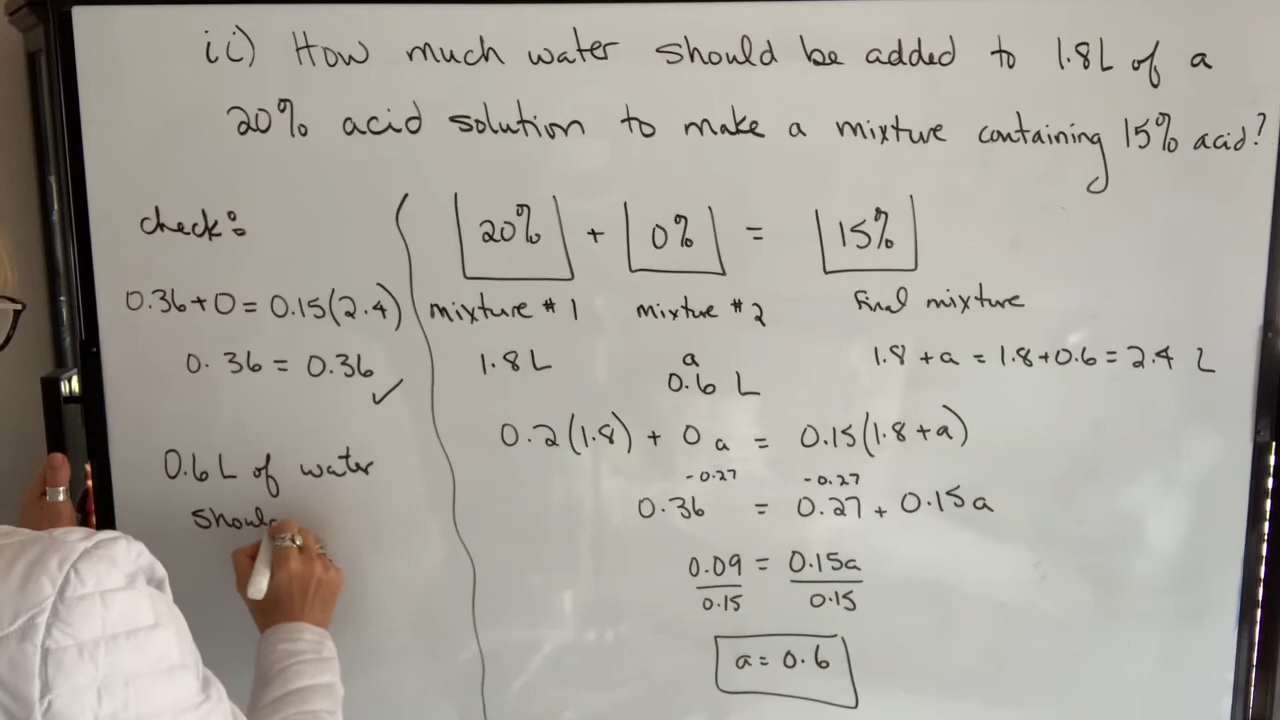 ii) How much water should be added to 1.8L of a
20% acid solution to make a mixture containing 15% acid?
check:
0.36+0=0.15(2.4)
0.36=0.36 ✓
0.6L of water
20% + 0% = 15%
mixture #1 mixture #2 Final mixture
1.8L a 1.8+a=1.8+0.6=2.4 L
0.6 L
0.2(1.8) + 0a = 0.15(1.8+a)
-0.27 -0.27
0.36 = 0.27+0.15a
0.09 = 0.15a
0.15 0.15
a=0.6